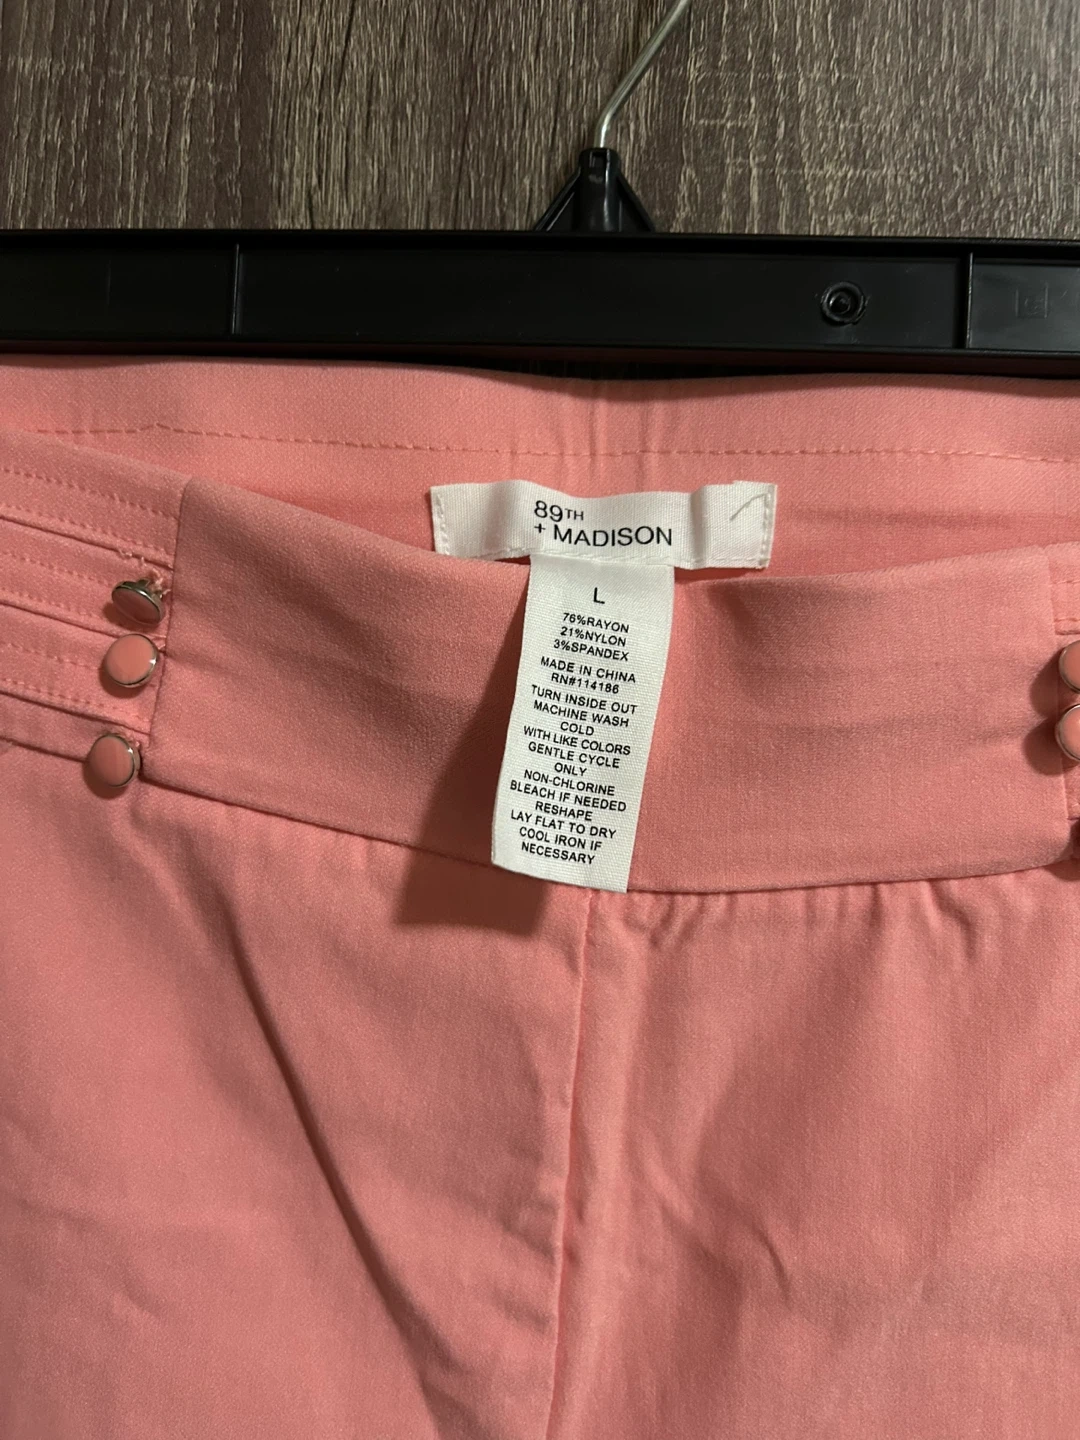 89TH
+ MADISON
L
76%RAYON
21%NYLON
3%SPANDEX
MADE IN CHINA
RN#114186
TURN INSIDE OUT
MACHINE WASH
COLD
WITH LIKE COLORS
GENTLE CYCLE
ONLY
NON-CHLORINE
BLEACH IF NEEDED
RESHAPE
LAY FLAT TO DRY
COOL IRON IF
NECESSARY